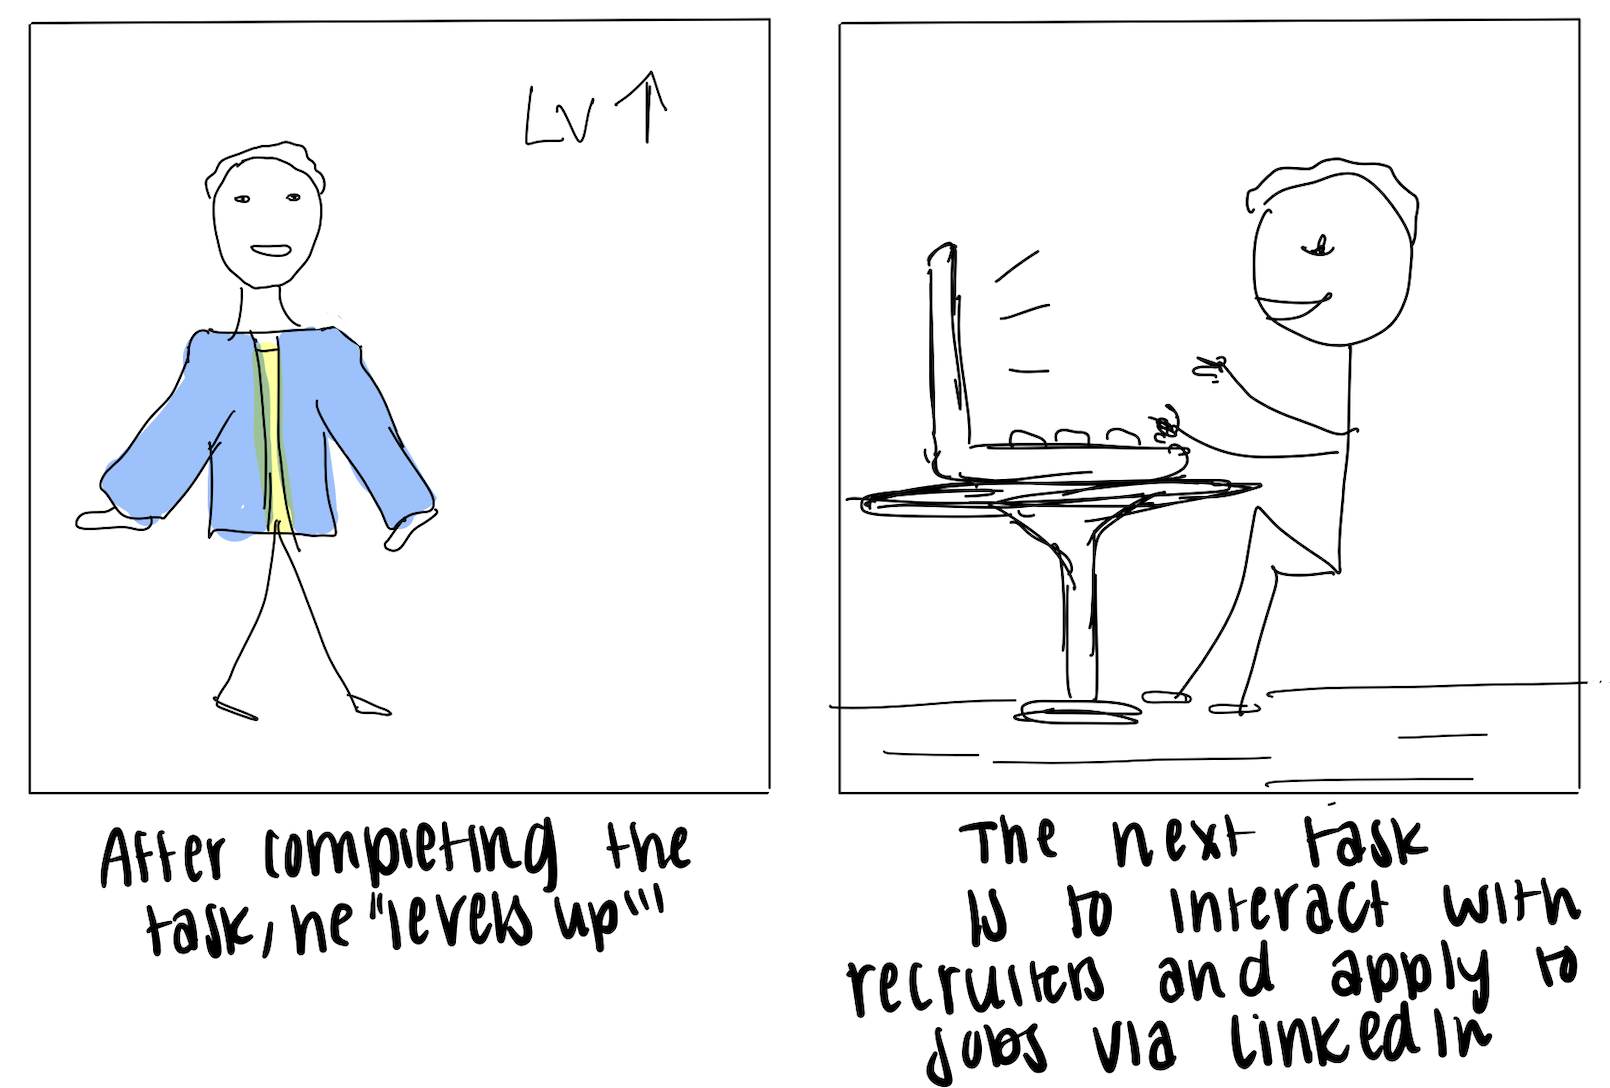 Lv ↑
After completing the
task, he "levels up"
The next task
is to interact with
recruiters and apply to
jobs via LinkedIn